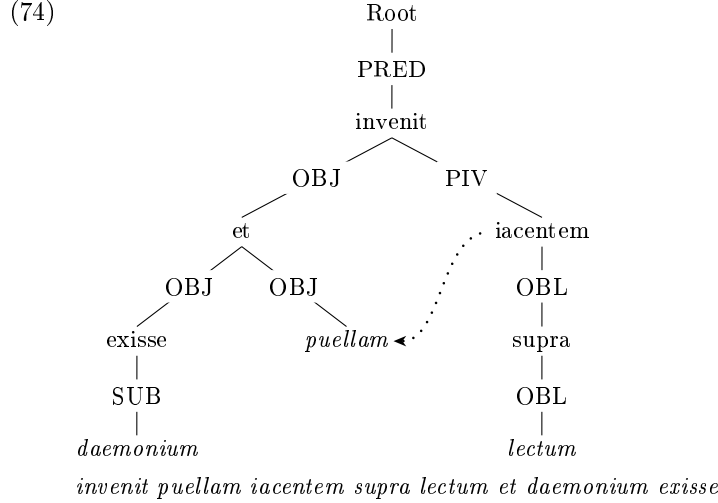 (74) Root
PRED
invenit
OBJ PIV
et iacentem
OBJ OBJ OBL
exisse puellam supra
SUB OBL
daemonium lectum
invenit puellam iacentem supra lectum et daemonium exisse